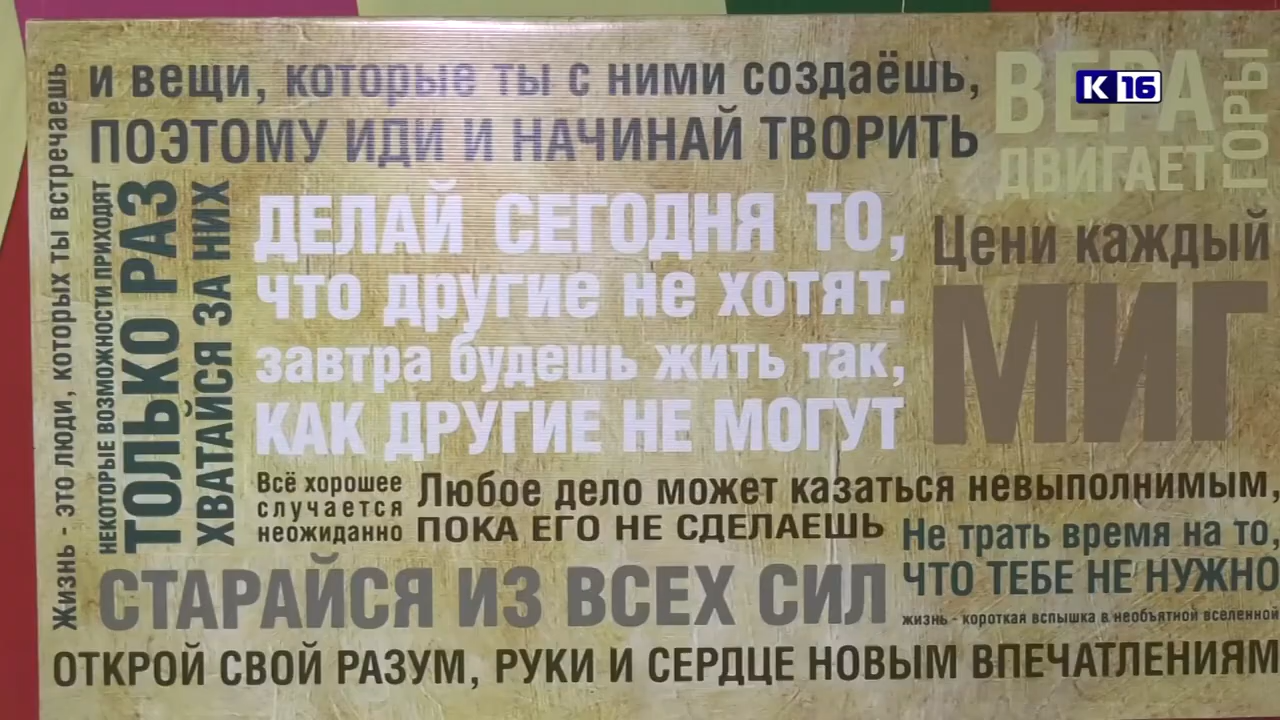 Жизнь - это люди, которых ты встречаешь
и вещи, которые ты с ними создаёшь,
ПОЭТОМУ ИДИ И НАЧИНАЙ ТВОРИТЬ
ВЕРА
ДВИГАЕТ
ГОРЫ
К 16
НЕКОТОРЫЕ ВОЗМОЖНОСТИ ПРИХОДЯТ
ТОЛЬКО РАЗ
ХВАТАЙСЯ ЗА НИХ
ДЕЛАЙ СЕГОДНЯ ТО,
что другие не хотят.
завтра будешь жить так,
КАК ДРУГИЕ НЕ МОГУТ
Цени каждый
МИГ
Всё хорошее
случается
неожиданно
Любое дело может казаться невыполнимым,
ПОКА ЕГО НЕ СДЕЛАЕШЬ
Не трать время на то,
ЧТО ТЕБЕ НЕ НУЖНО
СТАРАЙСЯ ИЗ ВСЕХ СИЛ
жизнь - короткая вспышка в необъятной вселенной
ОТКРОЙ СВОЙ РАЗУМ, РУКИ И СЕРДЦЕ НОВЫМ ВПЕЧАТЛЕНИЯМ